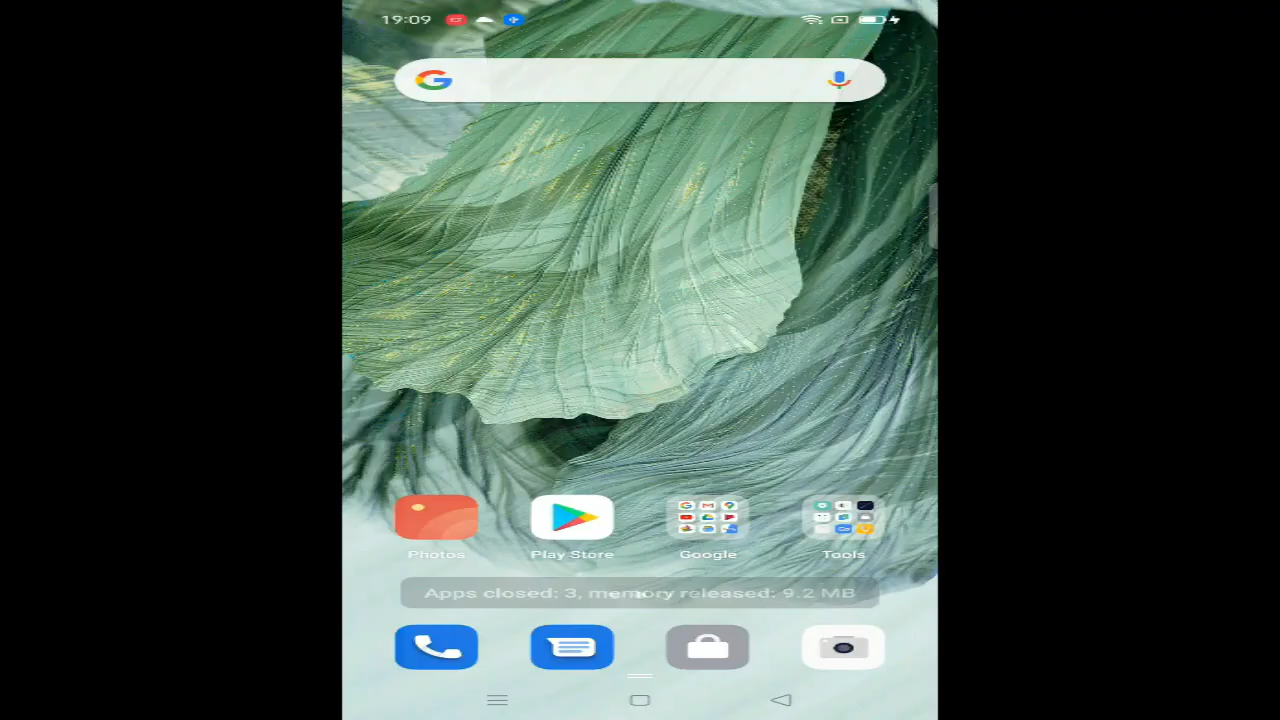 19:09
Photos
Play Store
Google
Tools
Apps closed: 3, memory released: 9.2 MB